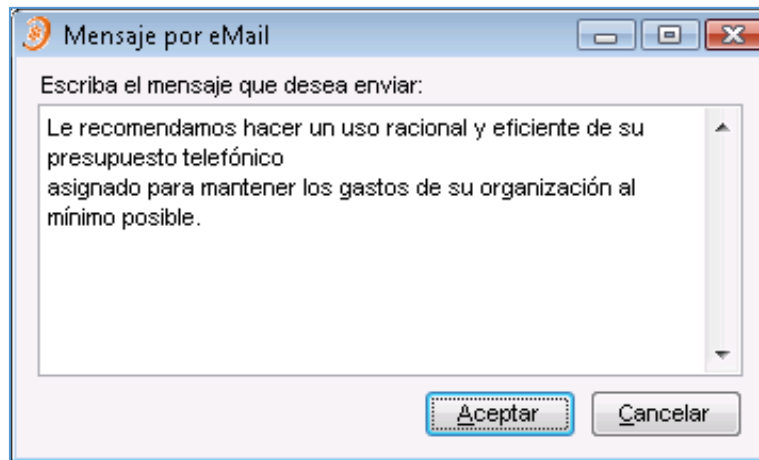 Mensaje por eMail
Escriba el mensaje que desea enviar:
Le recomendamos hacer un uso racional y eficiente de su
presupuesto telefónico
asignado para mantener los gastos de su organización al
mínimo posible.
Aceptar
Cancelar